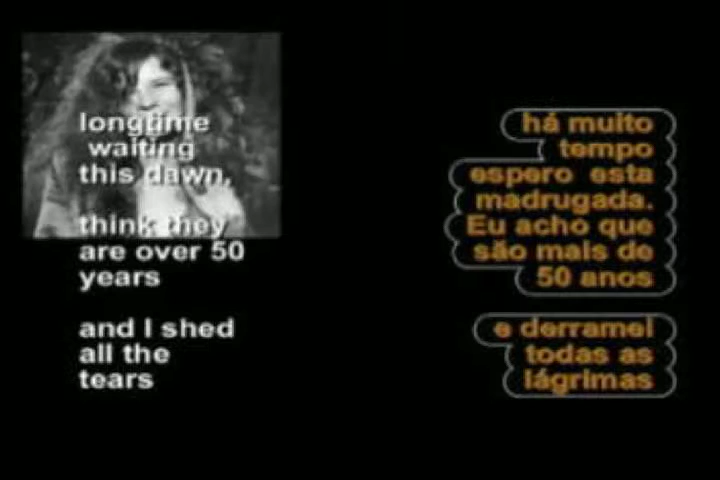 longtime
waiting
this dawn,
think they
are over 50
years
and I shed
all the
tears
há muito
tempo
espero esta
madrugada.
Eu acho que
são mais de
50 anos
e derramei
todas as
lágrimas